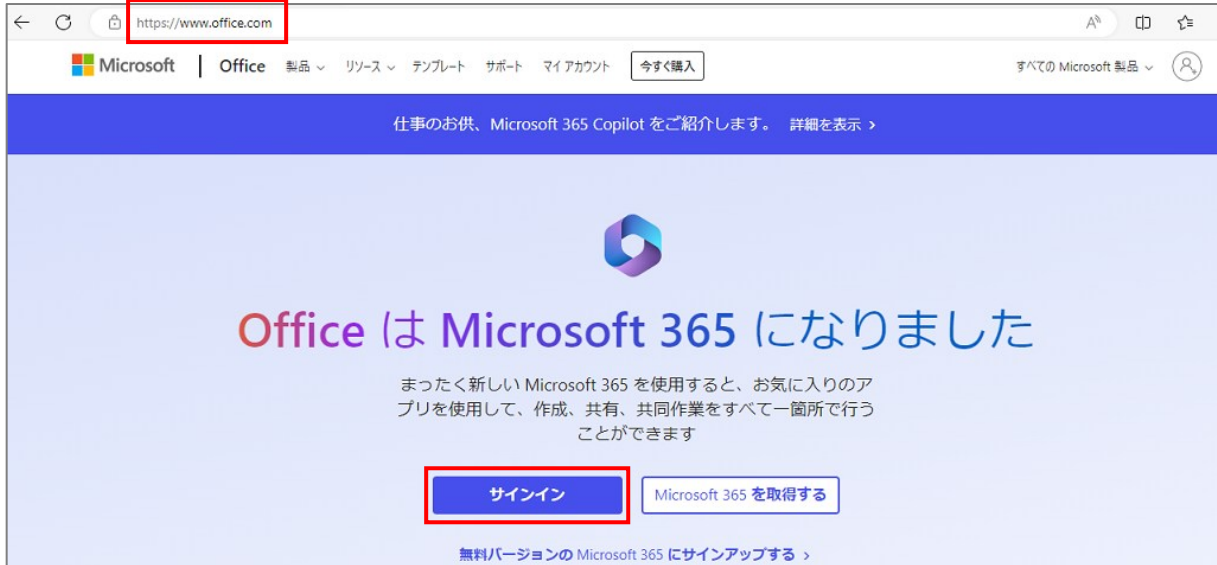 https://www.office.com
Microsoft | Office 製品 リソース テンプレート サポート マイ アカウント 今すぐ購入 すべての Microsoft 製品
仕事のお供、Microsoft 365 Copilot をご紹介します。 詳細を表示 >
Office は Microsoft 365 になりました
まったく新しい Microsoft 365 を使用すると、お気に入りのア
プリを使用して、作成、共有、共同作業をすべて一箇所で行う
ことができます
サインイン Microsoft 365 を取得する
無料バージョンの Microsoft 365 にサインアップする >